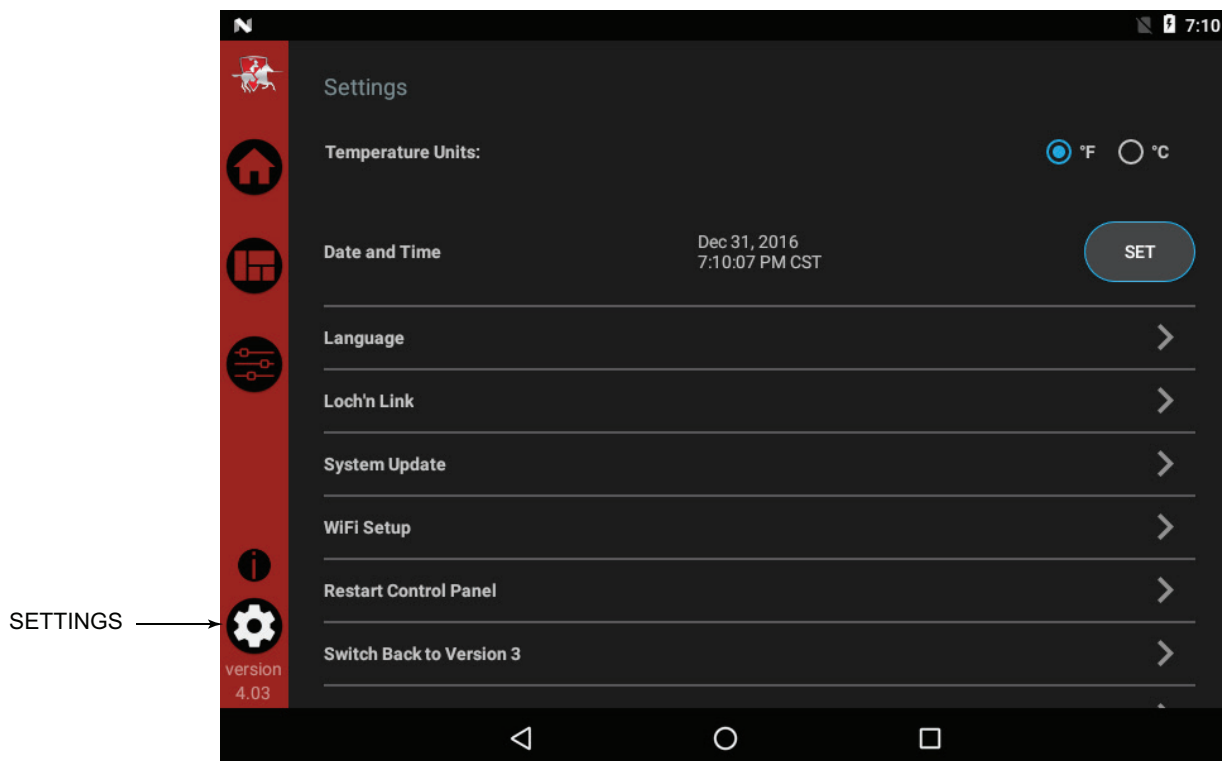 7:10
Settings
Temperature Units:
°F
°C
Date and Time
Dec 31, 2016
7:10:07 PM CST
SET
Language
Loch'n Link
System Update
WiFi Setup
Restart Control Panel
SETTINGS
Switch Back to Version 3
version
4.03